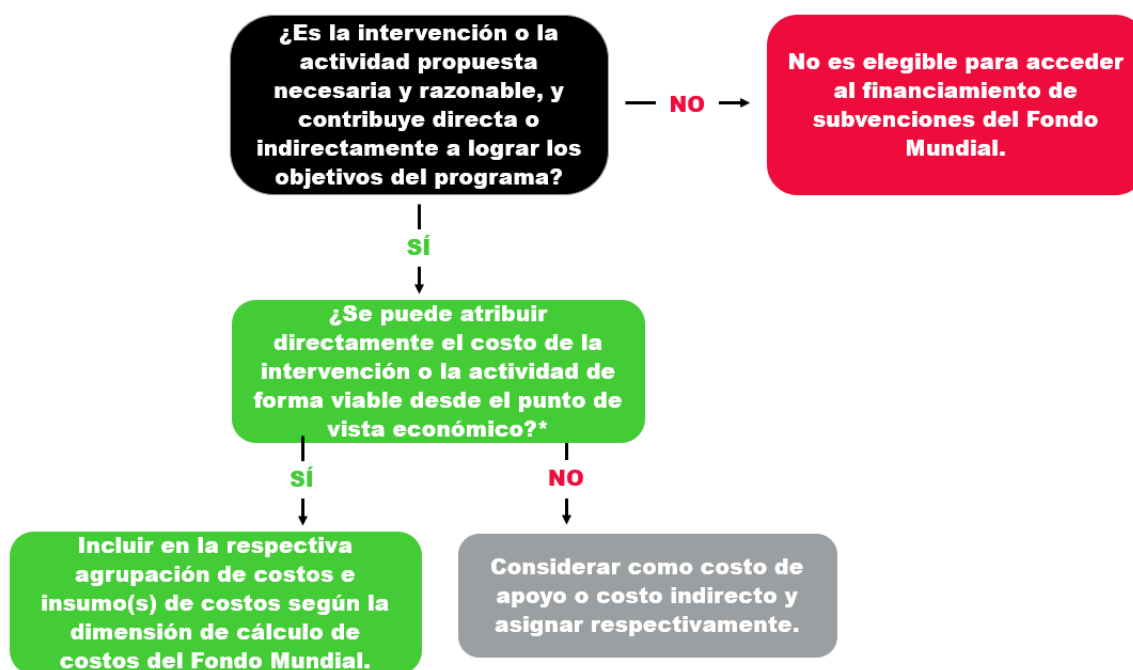 ¿Es la intervención o la
actividad propuesta
necesaria y razonable, y
contribuye directa o
indirectamente a lograr los
objetivos del programa?
NO
No es elegible para acceder
al financiamiento de
subvenciones del Fondo
Mundial.
SÍ
¿Se puede atribuir
directamente el costo de la
intervención o la actividad de
forma viable desde el punto de
vista económico?*
SÍ
NO
Incluir en la respectiva
agrupación de costos e
insumo(s) de costos según la
dimensión de cálculo de
costos del Fondo Mundial.
Considerar como costo de
apoyo o costo indirecto y
asignar respectivamente.